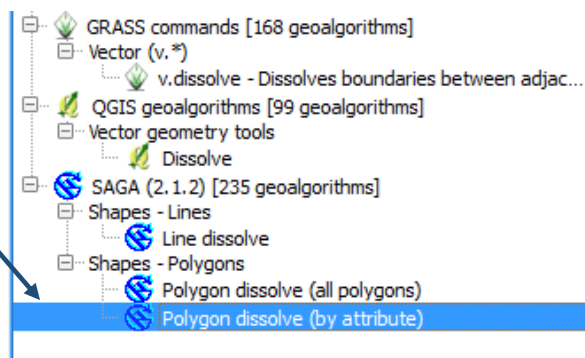 GRASS commands [168 geoalgorithms]
Vector (v.*)
v.dissolve - Dissolves boundaries between adjac...
QGIS geoalgorithms [99 geoalgorithms]
Vector geometry tools
Dissolve
SAGA (2.1.2) [235 geoalgorithms]
Shapes - Lines
Line dissolve
Shapes - Polygons
Polygon dissolve (all polygons)
Polygon dissolve (by attribute)